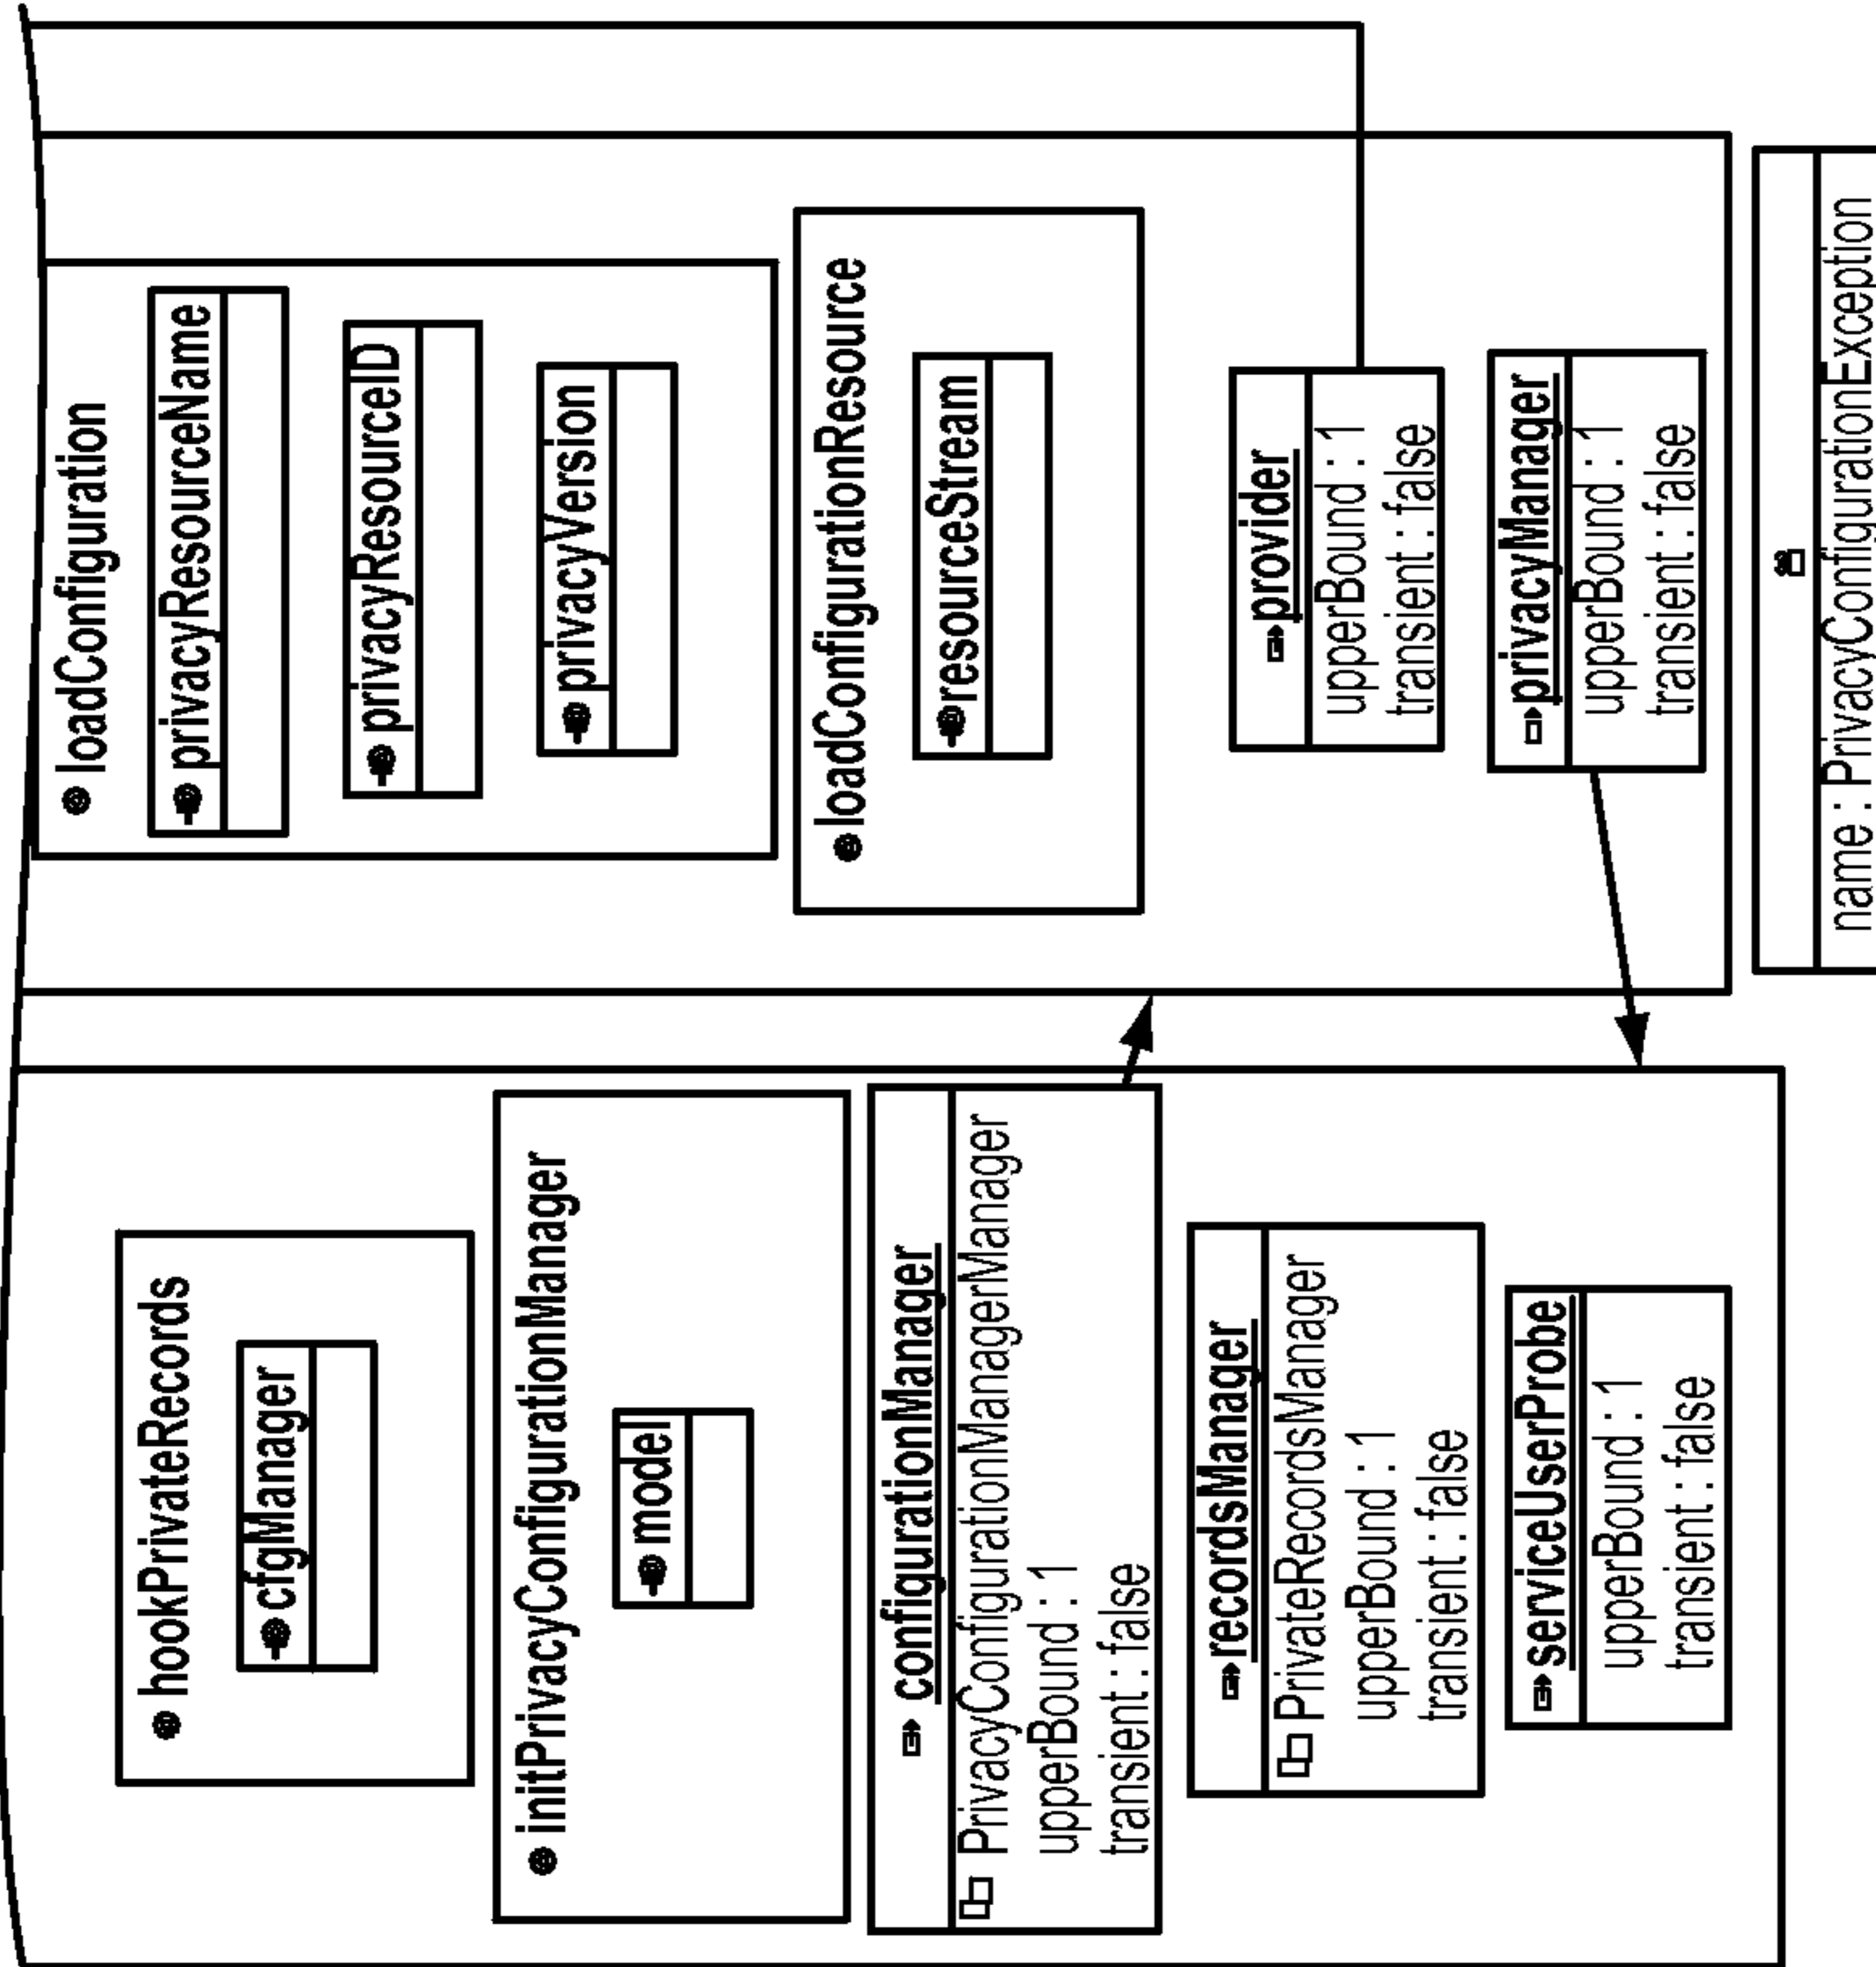 hookPrivateRecords
cfgManager
initPrivacyConfigurationManager
model
configurationManager
PrivacyConfigurationManagerManager
upperBound : 1
transient : false
recordsManager
PrivateRecordsManager
upperBound : 1
transient : false
serviceUserProbe
upperBound : 1
transient : false
loadConfiguration
privacyResourceName
privacyResourceID
privacyVersion
loadConfigurationResource
resourceStream
provider
upperBound : 1
transient : false
privacyManager
upperBound : 1
transient : false
name : PrivacyConfigurationException